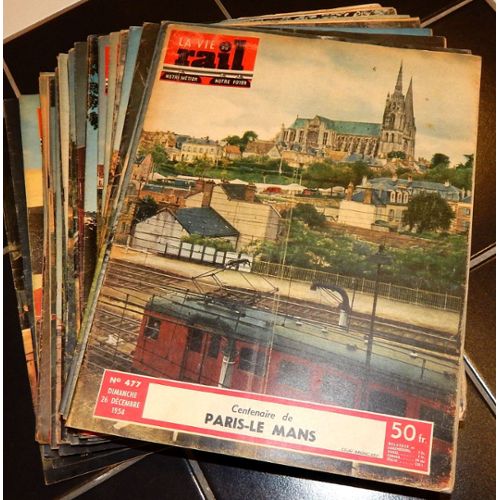 LA VIE DU
rail
NOTRE MÉTIER NOTRE FOYER
N° 477
DIMANCHE
26 DÉCEMBRE
1954
Centenaire de
PARIS-LE MANS
50 fr.